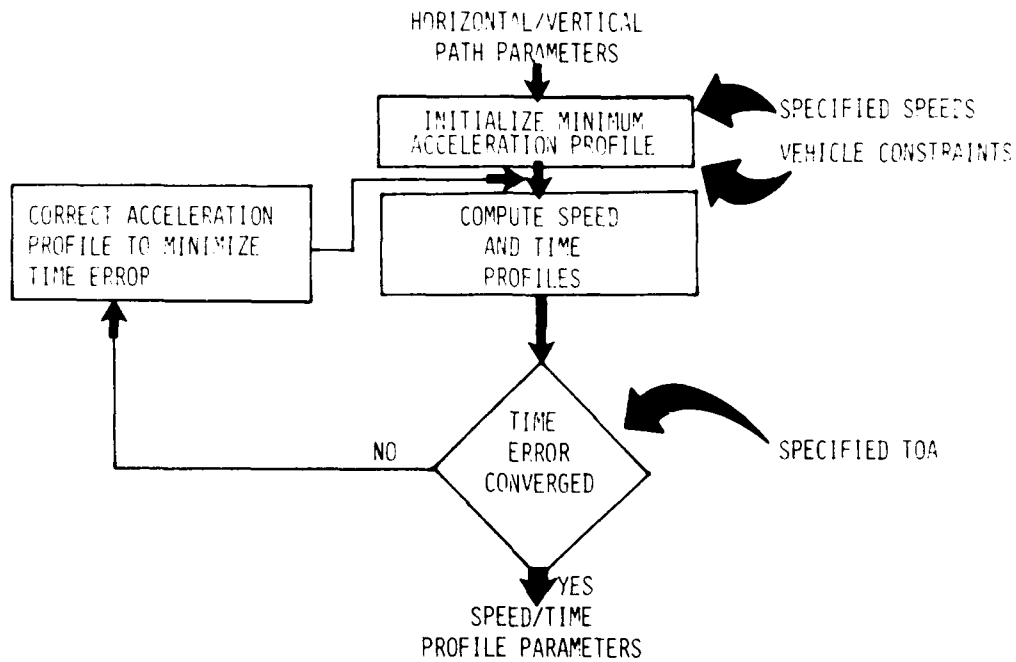 HORIZONTAL/VERTICAL
PATH PARAMETERS
INITIALIZE MINIMUM
ACCELERATION PROFILE
SPECIFIED SPEEDS
VEHICLE CONSTRAINTS
CORRECT ACCELERATION
PROFILE TO MINIMIZE
TIME ERROR
COMPUTE SPEED
AND TIME
PROFILES
TIME
ERROR
CONVERGED
NO
SPECIFIED TOA
YES
SPEED/TIME
PROFILE PARAMETERS